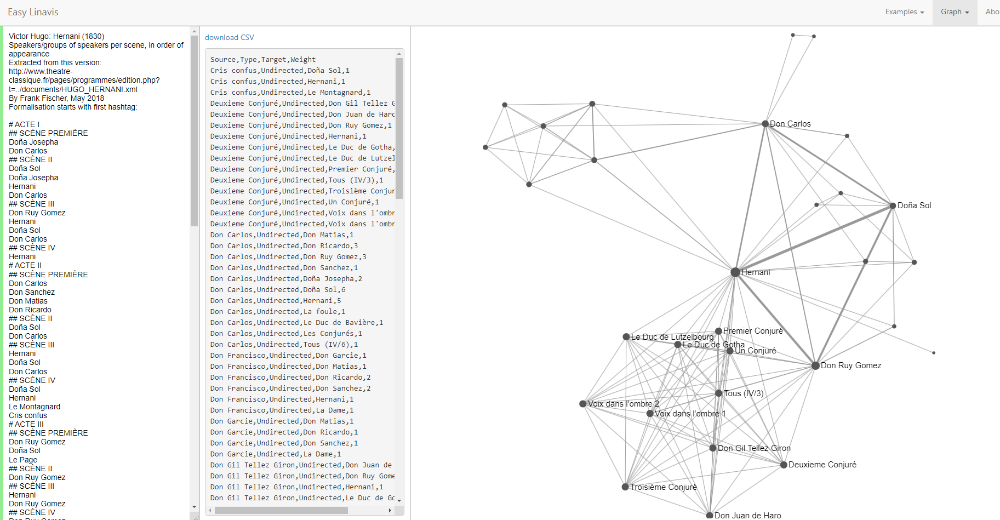 Easy Linavis
Examples
Graph
Abo
Victor Hugo: Hernani (1830)
Speakers/groups of speakers per scene, in order of
appearance
Extracted from this version:
http://www.theatre-
classique.fr/pages/programmes/edition.php?
t=../documents/HUGO_HERNANI.xml
By Frank Fischer, May 2018
Formalisation starts with first hashtag:
# ACTE I
## SCÈNE PREMIÈRE
Doña Josepha
Don Carlos
## SCÈNE II
Doña Sol
Doña Josepha
Hernani
Don Carlos
## SCÈNE III
Don Ruy Gomez
Hernani
Doña Sol
Don Carlos
## SCÈNE IV
Hernani
# ACTE II
## SCÈNE PREMIÈRE
Don Carlos
Don Sanchez
Don Matias
Don Ricardo
## SCÈNE II
Doña Sol
Don Carlos
## SCÈNE III
Hernani
Doña Sol
Don Carlos
## SCÈNE IV
Doña Sol
Hernani
Le Montagnard
Cris confus
# ACTE III
## SCÈNE PREMIÈRE
Don Ruy Gomez
Doña Sol
Le Page
## SCÈNE II
Don Ruy Gomez
## SCÈNE III
Hernani
Don Ruy Gomez
## SCÈNE IV
download CSV
Source,Type,Target,Weight
Cris confus,Undirected,Doña Sol,1
Cris confus,Undirected,Hernani,1
Cris confus,Undirected,Le Montagnard,1
Deuxieme Conjuré,Undirected,Don Gil Tellez G
Deuxieme Conjuré,Undirected,Don Juan de Haro
Deuxieme Conjuré,Undirected,Don Ruy Gomez,1
Deuxieme Conjuré,Undirected,Hernani,1
Deuxieme Conjuré,Undirected,Le Duc de Gotha,
Deuxieme Conjuré,Undirected,Le Duc de Lutzel
Deuxieme Conjuré,Undirected,Premier Conjuré,
Deuxieme Conjuré,Undirected,Tous (IV/3),1
Deuxieme Conjuré,Undirected,Troisième Conjur
Deuxieme Conjuré,Undirected,Un Conjuré,1
Deuxieme Conjuré,Undirected,Voix dans l'ombr
Deuxieme Conjuré,Undirected,Voix dans l'ombr
Don Carlos,Undirected,Don Matias,1
Don Carlos,Undirected,Don Ricardo,3
Don Carlos,Undirected,Don Ruy Gomez,3
Don Carlos,Undirected,Don Sanchez,1
Don Carlos,Undirected,Doña Josepha,2
Don Carlos,Undirected,Doña Sol,6
Don Carlos,Undirected,Hernani,5
Don Carlos,Undirected,La foule,1
Don Carlos,Undirected,Le Duc de Bavière,1
Don Carlos,Undirected,Les Conjurés,1
Don Carlos,Undirected,Tous (IV/6),1
Don Francisco,Undirected,Don Garcie,1
Don Francisco,Undirected,Don Matias,1
Don Francisco,Undirected,Don Ricardo,2
Don Francisco,Undirected,Don Sanchez,2
Don Francisco,Undirected,Hernani,1
Don Francisco,Undirected,La Dame,1
Don Garcie,Undirected,Don Matias,1
Don Garcie,Undirected,Don Ricardo,1
Don Garcie,Undirected,Don Sanchez,1
Don Garcie,Undirected,La Dame,1
Don Gil Tellez Giron,Undirected,Don Juan de
Don Gil Tellez Giron,Undirected,Don Ruy Gome
Don Gil Tellez Giron,Undirected,Hernani,1
Don Gil Tellez Giron,Undirected,Le Duc de Go
Don Carlos
Doña Sol
Hernani
Premier Conjuré
Le Duc de Lutzelbourg
Le Duc de Gotha
Un Conjuré
Don Ruy Gomez
Tous (IV/3)
Voix dans l'ombre 2
Voix dans l'ombre 1
Don Gil Tellez Giron
Deuxieme Conjuré
Troisième Conjuré
Don Juan de Haro